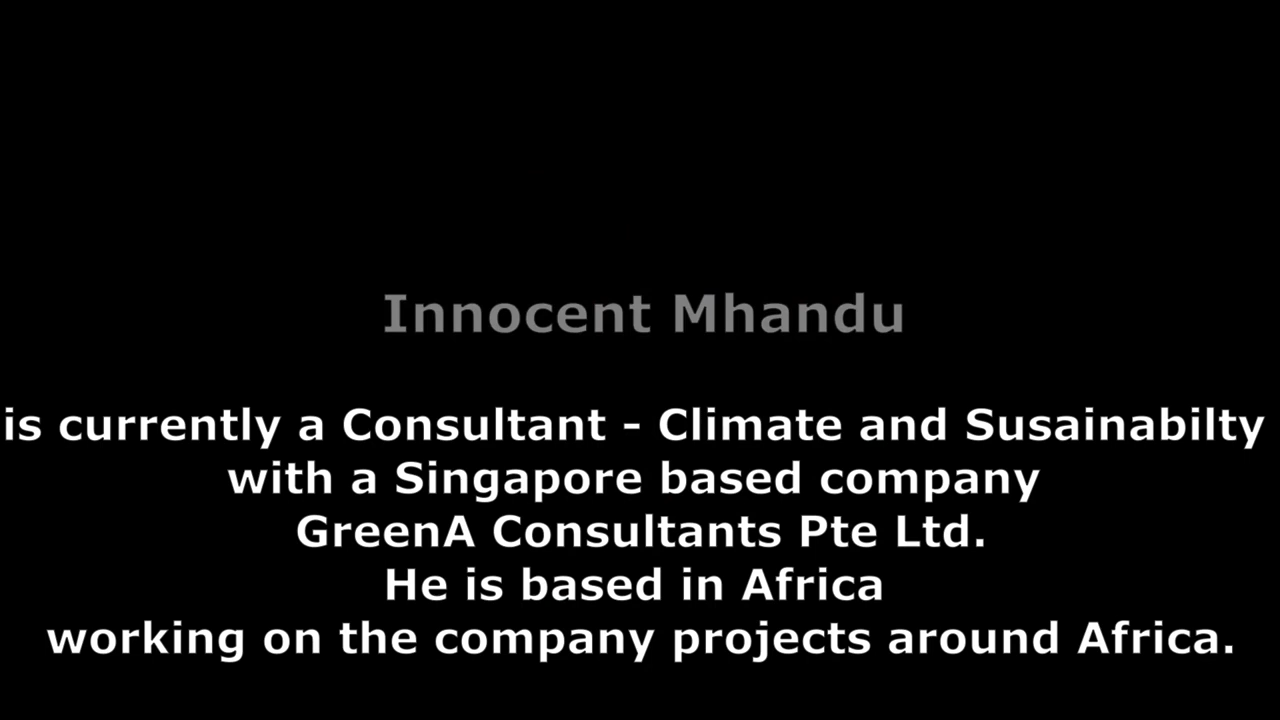 Innocent Mhandu
is currently a Consultant - Climate and Susainabilty
with a Singapore based company
GreenA Consultants Pte Ltd.
He is based in Africa
working on the company projects around Africa.